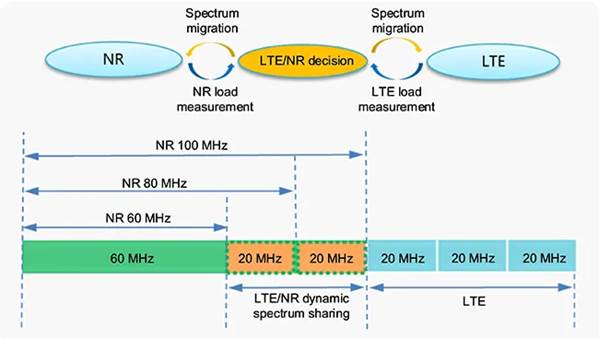 Spectrum
migration
Spectrum
migration
NR
LTE/NR decision
LTE
NR load
measurement
LTE load
measurement
NR 100 MHz
NR 80 MHz
NR 60 MHz
60 MHz
20 MHz
20 MHz
20 MHz
20 MHz
20 MHz
LTE/NR dynamic
spectrum sharing
LTE